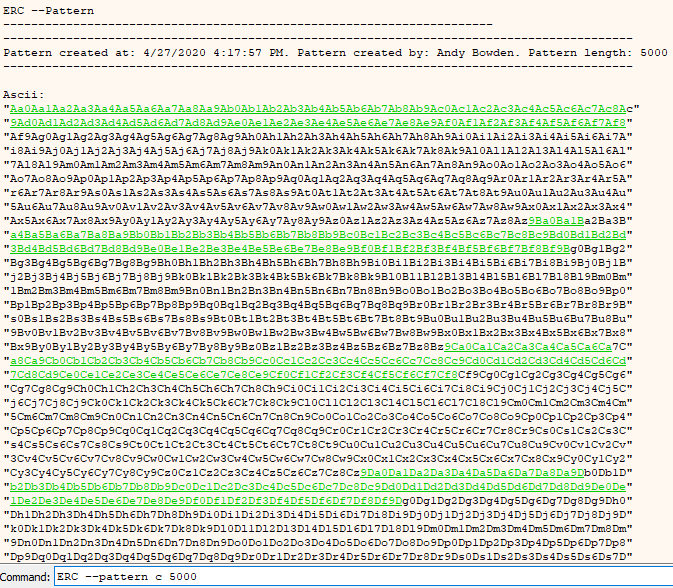 ERC --Pattern
----------------------------------------------------------------------
------------------------------------------------------------------------------------------
Pattern created at: 4/27/2020 4:17:57 PM. Pattern created by: Andy Bowden. Pattern length: 5000
------------------------------------------------------------------------------------------
Ascii:
"Aa0Aa1Aa2Aa3Aa4Aa5Aa6Aa7Aa8Aa9Ab0Ab1Ab2Ab3Ab4Ab5Ab6Ab7Ab8Ab9Ac0Ac1Ac2Ac3Ac4Ac5Ac6Ac7Ac8Ac"
"9Ad0Ad1Ad2Ad3Ad4Ad5Ad6Ad7Ad8Ad9Ae0Ae1Ae2Ae3Ae4Ae5Ae6Ae7Ae8Ae9Af0Af1Af2Af3Af4Af5Af6Af7Af8"
"Af9Ag0Ag1Ag2Ag3Ag4Ag5Ag6Ag7Ag8Ag9Ah0Ah1Ah2Ah3Ah4Ah5Ah6Ah7Ah8Ah9Ai0Ai1Ai2Ai3Ai4Ai5Ai6Ai7A"
"i8Ai9Aj0Aj1Aj2Aj3Aj4Aj5Aj6Aj7Aj8Aj9Ak0Ak1Ak2Ak3Ak4Ak5Ak6Ak7Ak8Ak9Al0Al1Al2Al3Al4Al5Al6Al"
"7Al8Al9Am0Am1Am2Am3Am4Am5Am6Am7Am8Am9An0An1An2An3An4An5An6An7An8An9Ao0Ao1Ao2Ao3Ao4Ao5Ao6"
"Ao7Ao8Ao9Ap0Ap1Ap2Ap3Ap4Ap5Ap6Ap7Ap8Ap9Aq0Aq1Aq2Aq3Aq4Aq5Aq6Aq7Aq8Aq9Ar0Ar1Ar2Ar3Ar4Ar5A"
"r6Ar7Ar8Ar9As0As1As2As3As4As5As6As7As8As9At0At1At2At3At4At5At6At7At8At9Au0Au1Au2Au3Au4Au"
"5Au6Au7Au8Au9Av0Av1Av2Av3Av4Av5Av6Av7Av8Av9Aw0Aw1Aw2Aw3Aw4Aw5Aw6Aw7Aw8Aw9Ax0Ax1Ax2Ax3Ax4"
"Ax5Ax6Ax7Ax8Ax9Ay0Ay1Ay2Ay3Ay4Ay5Ay6Ay7Ay8Ay9Az0Az1Az2Az3Az4Az5Az6Az7Az8Az9Ba0Ba1Ba2Ba3B"
"a4Ba5Ba6Ba7Ba8Ba9Bb0Bb1Bb2Bb3Bb4Bb5Bb6Bb7Bb8Bb9Bc0Bc1Bc2Bc3Bc4Bc5Bc6Bc7Bc8Bc9Bd0Bd1Bd2Bd"
"3Bd4Bd5Bd6Bd7Bd8Bd9Be0Be1Be2Be3Be4Be5Be6Be7Be8Be9Bf0Bf1Bf2Bf3Bf4Bf5Bf6Bf7Bf8Bf9Bg0Bg1Bg2"
"Bg3Bg4Bg5Bg6Bg7Bg8Bg9Bh0Bh1Bh2Bh3Bh4Bh5Bh6Bh7Bh8Bh9Bi0Bi1Bi2Bi3Bi4Bi5Bi6Bi7Bi8Bi9Bj0Bj1B"
"j2Bj3Bj4Bj5Bj6Bj7Bj8Bj9Bk0Bk1Bk2Bk3Bk4Bk5Bk6Bk7Bk8Bk9Bl0Bl1Bl2Bl3Bl4Bl5Bl6Bl7Bl8Bl9Bm0Bm"
"1Bm2Bm3Bm4Bm5Bm6Bm7Bm8Bm9Bn0Bn1Bn2Bn3Bn4Bn5Bn6Bn7Bn8Bn9Bo0Bo1Bo2Bo3Bo4Bo5Bo6Bo7Bo8Bo9Bp0"
"Bp1Bp2Bp3Bp4Bp5Bp6Bp7Bp8Bp9Bq0Bq1Bq2Bq3Bq4Bq5Bq6Bq7Bq8Bq9Br0Br1Br2Br3Br4Br5Br6Br7Br8Br9B"
"s0Bs1Bs2Bs3Bs4Bs5Bs6Bs7Bs8Bs9Bt0Bt1Bt2Bt3Bt4Bt5Bt6Bt7Bt8Bt9Bu0Bu1Bu2Bu3Bu4Bu5Bu6Bu7Bu8Bu"
"9Bv0Bv1Bv2Bv3Bv4Bv5Bv6Bv7Bv8Bv9Bw0Bw1Bw2Bw3Bw4Bw5Bw6Bw7Bw8Bw9Bx0Bx1Bx2Bx3Bx4Bx5Bx6Bx7Bx8"
"Bx9By0By1By2By3By4By5By6By7By8By9Bz0Bz1Bz2Bz3Bz4Bz5Bz6Bz7Bz8Bz9Ca0Ca1Ca2Ca3Ca4Ca5Ca6Ca7C"
"a8Ca9Cb0Cb1Cb2Cb3Cb4Cb5Cb6Cb7Cb8Cb9Cc0Cc1Cc2Cc3Cc4Cc5Cc6Cc7Cc8Cc9Cd0Cd1Cd2Cd3Cd4Cd5Cd6Cd"
"7Cd8Cd9Ce0Ce1Ce2Ce3Ce4Ce5Ce6Ce7Ce8Ce9Cf0Cf1Cf2Cf3Cf4Cf5Cf6Cf7Cf8Cf9Cg0Cg1Cg2Cg3Cg4Cg5Cg6"
"Cg7Cg8Cg9Ch0Ch1Ch2Ch3Ch4Ch5Ch6Ch7Ch8Ch9Ci0Ci1Ci2Ci3Ci4Ci5Ci6Ci7Ci8Ci9Cj0Cj1Cj2Cj3Cj4Cj5C"
"j6Cj7Cj8Cj9Ck0Ck1Ck2Ck3Ck4Ck5Ck6Ck7Ck8Ck9Cl0Cl1Cl2Cl3Cl4Cl5Cl6Cl7Cl8Cl9Cm0Cm1Cm2Cm3Cm4Cm"
"5Cm6Cm7Cm8Cm9Cn0Cn1Cn2Cn3Cn4Cn5Cn6Cn7Cn8Cn9Co0Co1Co2Co3Co4Co5Co6Co7Co8Co9Cp0Cp1Cp2Cp3Cp4"
"Cp5Cp6Cp7Cp8Cp9Cq0Cq1Cq2Cq3Cq4Cq5Cq6Cq7Cq8Cq9Cr0Cr1Cr2Cr3Cr4Cr5Cr6Cr7Cr8Cr9Cs0Cs1Cs2Cs3C"
"s4Cs5Cs6Cs7Cs8Cs9Ct0Ct1Ct2Ct3Ct4Ct5Ct6Ct7Ct8Ct9Cu0Cu1Cu2Cu3Cu4Cu5Cu6Cu7Cu8Cu9Cv0Cv1Cv2Cv"
"3Cv4Cv5Cv6Cv7Cv8Cv9Cw0Cw1Cw2Cw3Cw4Cw5Cw6Cw7Cw8Cw9Cx0Cx1Cx2Cx3Cx4Cx5Cx6Cx7Cx8Cx9Cy0Cy1Cy2"
"Cy3Cy4Cy5Cy6Cy7Cy8Cy9Cz0Cz1Cz2Cz3Cz4Cz5Cz6Cz7Cz8Cz9Da0Da1Da2Da3Da4Da5Da6Da7Da8Da9Db0Db1D"
"b2Db3Db4Db5Db6Db7Db8Db9Dc0Dc1Dc2Dc3Dc4Dc5Dc6Dc7Dc8Dc9Dd0Dd1Dd2Dd3Dd4Dd5Dd6Dd7Dd8Dd9De0De"
"1De2De3De4De5De6De7De8De9Df0Df1Df2Df3Df4Df5Df6Df7Df8Df9Dg0Dg1Dg2Dg3Dg4Dg5Dg6Dg7Dg8Dg9Dh0"
"Dh1Dh2Dh3Dh4Dh5Dh6Dh7Dh8Dh9Di0Di1Di2Di3Di4Di5Di6Di7Di8Di9Dj0Dj1Dj2Dj3Dj4Dj5Dj6Dj7Dj8Dj9D"
"k0Dk1Dk2Dk3Dk4Dk5Dk6Dk7Dk8Dk9Dl0Dl1Dl2Dl3Dl4Dl5Dl6Dl7Dl8Dl9Dm0Dm1Dm2Dm3Dm4Dm5Dm6Dm7Dm8Dm"
"9Dn0Dn1Dn2Dn3Dn4Dn5Dn6Dn7Dn8Dn9Do0Do1Do2Do3Do4Do5Do6Do7Do8Do9Dp0Dp1Dp2Dp3Dp4Dp5Dp6Dp7Dp8"
"Dp9Dq0Dq1Dq2Dq3Dq4Dq5Dq6Dq7Dq8Dq9Dr0Dr1Dr2Dr3Dr4Dr5Dr6Dr7Dr8Dr9Ds0Ds1Ds2Ds3Ds4Ds5Ds6Ds7D"
Command: ERC --pattern c 5000